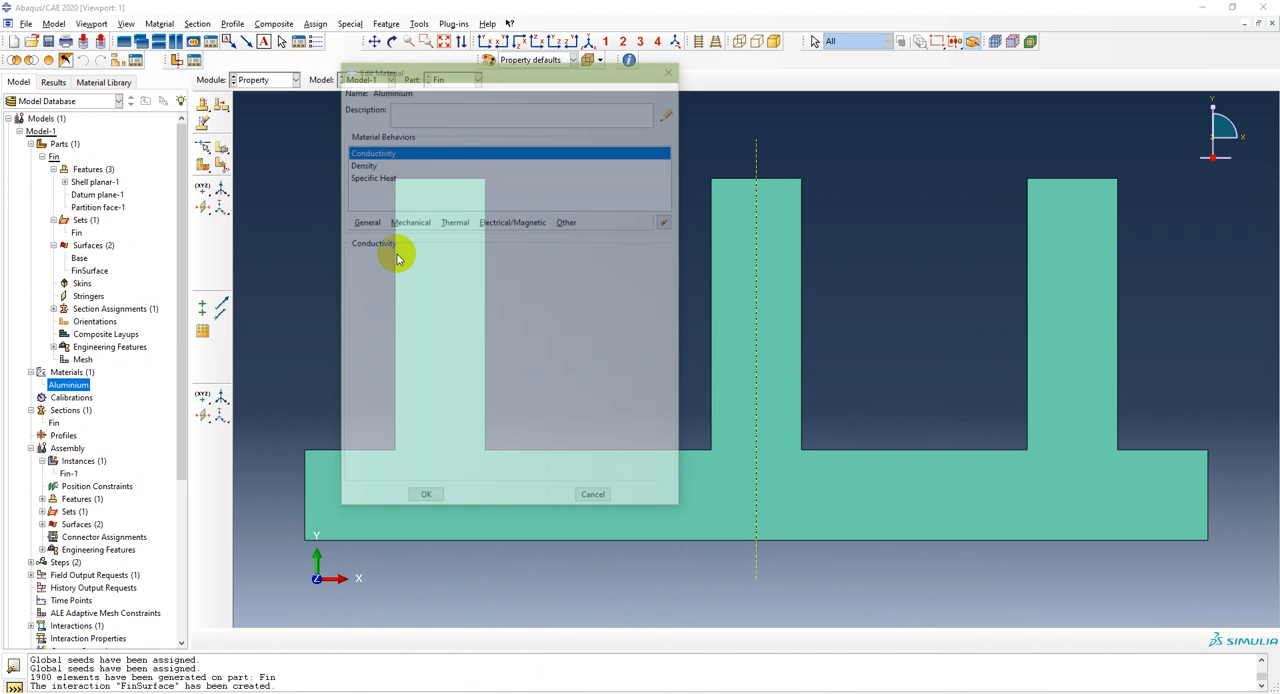 Abaqus/CAE 2020 [Viewport: 1]
File Model Viewport View Material Section Profile Composite Assign Special Feature Tools Plug-ins Help
1 2 3 4 All
Property defaults
Model Results Material Library Module: Property Model: Model-1 Part: Fin
Model Database
Models (1)
Model-1
Parts (1)
Fin
Features (3)
Shell planar-1
Datum plane-1
Partition face-1
Sets (1)
Fin
Surfaces (2)
Base
FinSurface
Skins
Stringers
Section Assignments (1)
Orientations
Composite Layups
Engineering Features
Mesh
Materials (1)
Aluminium
Calibrations
Sections (1)
Fin
Profiles
Assembly
Instances (1)
Fin-1
Position Constraints
Features (1)
Sets (1)
Surfaces (2)
Connector Assignments
Engineering Features
Steps (2)
Field Output Requests (1)
History Output Requests
Time Points
ALE Adaptive Mesh Constraints
Interactions (1)
Interaction Properties
Edit Material
Name: Aluminium
Description:
Material Behaviors
Conductivity
Density
Specific Heat
General Mechanical Thermal Electrical/Magnetic Other
Conductivity
OK Cancel
Y
X
Y
Z X
SIMULIA
Global seeds have been assigned.
Global seeds have been assigned.
1900 elements have been generated on part: Fin
The interaction "FinSurface" has been created.